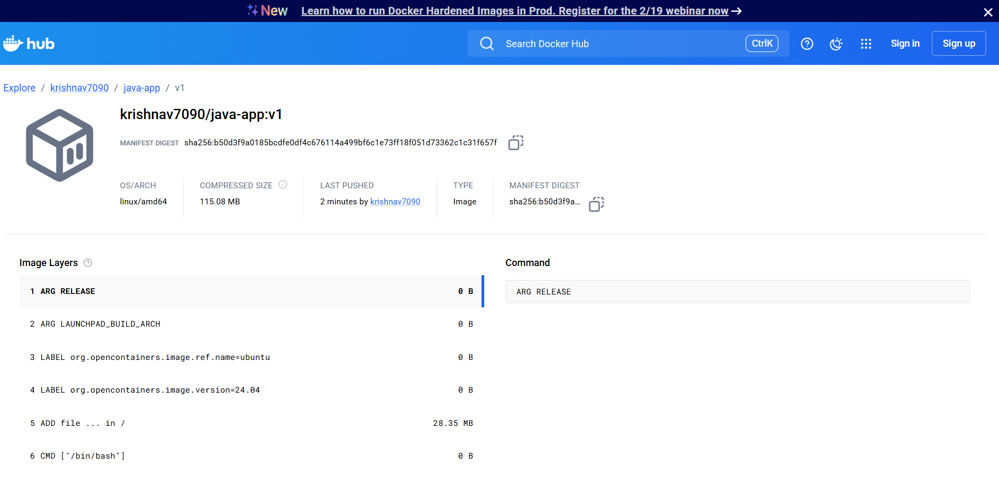 New Learn how to run Docker Hardened Images in Prod. Register for the 2/19 webinar now →
hub Search Docker Hub CtrlK Sign in Sign up
Explore / krishnav7090 / java-app / v1
krishnav7090/java-app:v1
MANIFEST DIGEST sha256:b50d3f9a0185bcdfe0df4c676114a499bf6c1e73ff18f051d73362c1c31f657f
OS/ARCH COMPRESSED SIZE LAST PUSHED TYPE MANIFEST DIGEST
linux/amd64 115.08 MB 2 minutes by krishnav7090 Image sha256:b50d3f9a...
Image Layers Command
1 ARG RELEASE 0 B ARG RELEASE
2 ARG LAUNCHPAD_BUILD_ARCH 0 B
3 LABEL org.opencontainers.image.ref.name=ubuntu 0 B
4 LABEL org.opencontainers.image.version=24.04 0 B
5 ADD file ... in / 28.35 MB
6 CMD ["/bin/bash"] 0 B